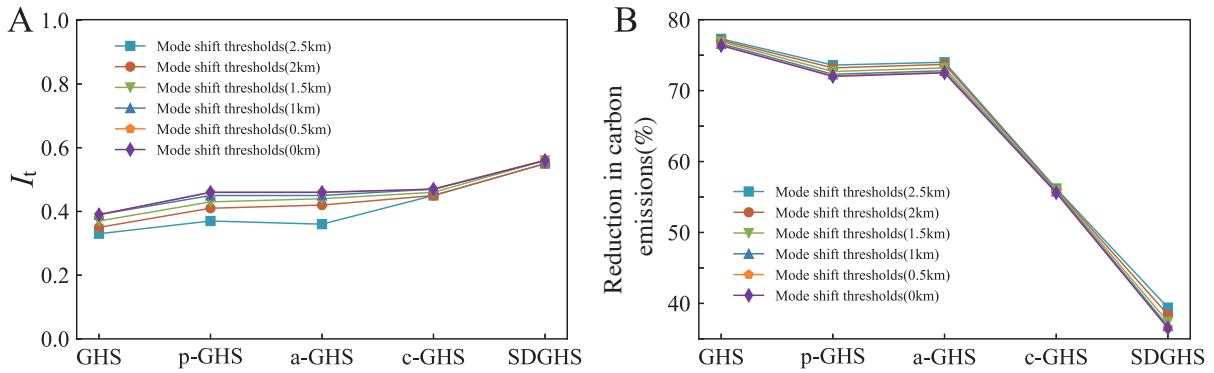 A
1.0
0.8
0.6
0.4
0.2
0.0
I_t
Mode shift thresholds(2.5km)
Mode shift thresholds(2km)
Mode shift thresholds(1.5km)
Mode shift thresholds(1km)
Mode shift thresholds(0.5km)
Mode shift thresholds(0km)
GHS p-GHS a-GHS c-GHS SDGHS
B
80
70
60
50
40
Reduction in carbon
emissions(%)
Mode shift thresholds(2.5km)
Mode shift thresholds(2km)
Mode shift thresholds(1.5km)
Mode shift thresholds(1km)
Mode shift thresholds(0.5km)
Mode shift thresholds(0km)
GHS p-GHS a-GHS c-GHS SDGHS